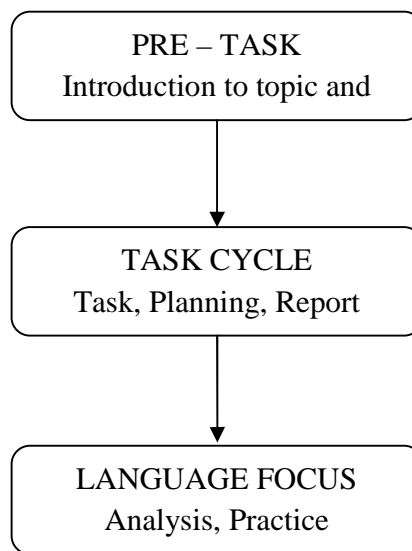 PRE – TASK
Introduction to topic and
TASK CYCLE
Task, Planning, Report
LANGUAGE FOCUS
Analysis, Practice